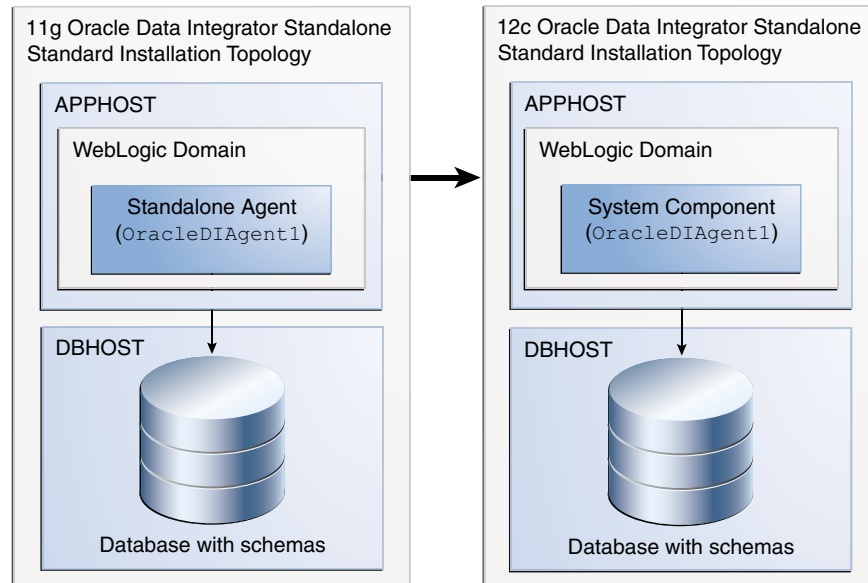 11g Oracle Data Integrator Standalone
Standard Installation Topology
APPHOST
WebLogic Domain
Standalone Agent
(OracleDIAgent1)
DBHOST
Database with schemas
12c Oracle Data Integrator Standalone
Standard Installation Topology
APPHOST
WebLogic Domain
System Component
(OracleDIAgent1)
DBHOST
Database with schemas